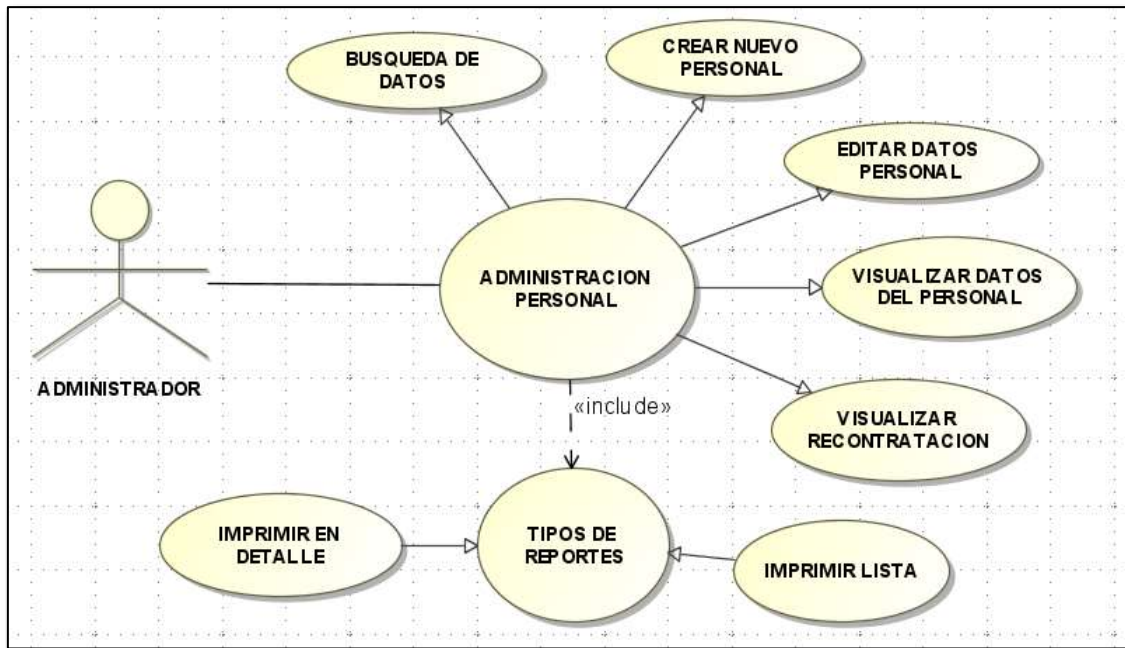 BUSQUEDA DE
DATOS
CREAR NUEVO
PERSONAL
EDITAR DATOS
PERSONAL
ADMINISTRACION
PERSONAL
VISUALIZAR DATOS
DEL PERSONAL
ADMINISTRADOR
«include»
VISUALIZAR
RECONTRATACION
IMPRIMIR EN
DETALLE
TIPOS DE
REPORTES
IMPRIMIR LISTA